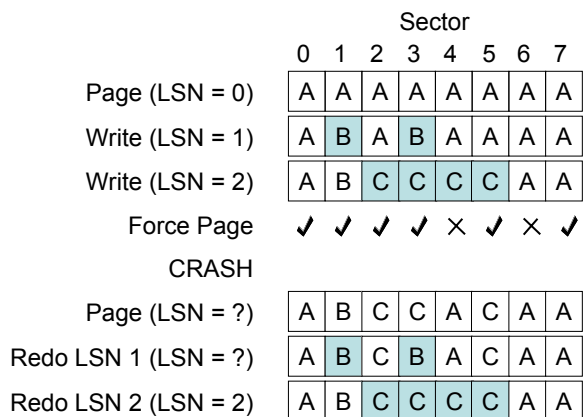 Sector
0 1 2 3 4 5 6 7
Page (LSN = 0) A A A A A A A A
Write (LSN = 1) A B A B A A A A
Write (LSN = 2) A B C C C C A A
Force Page ✓ ✓ ✓ ✓ × ✓ × ✓
CRASH
Page (LSN = ?) A B C C A C A A
Redo LSN 1 (LSN = ?) A B C B A C A A
Redo LSN 2 (LSN = 2) A B C C C C A A